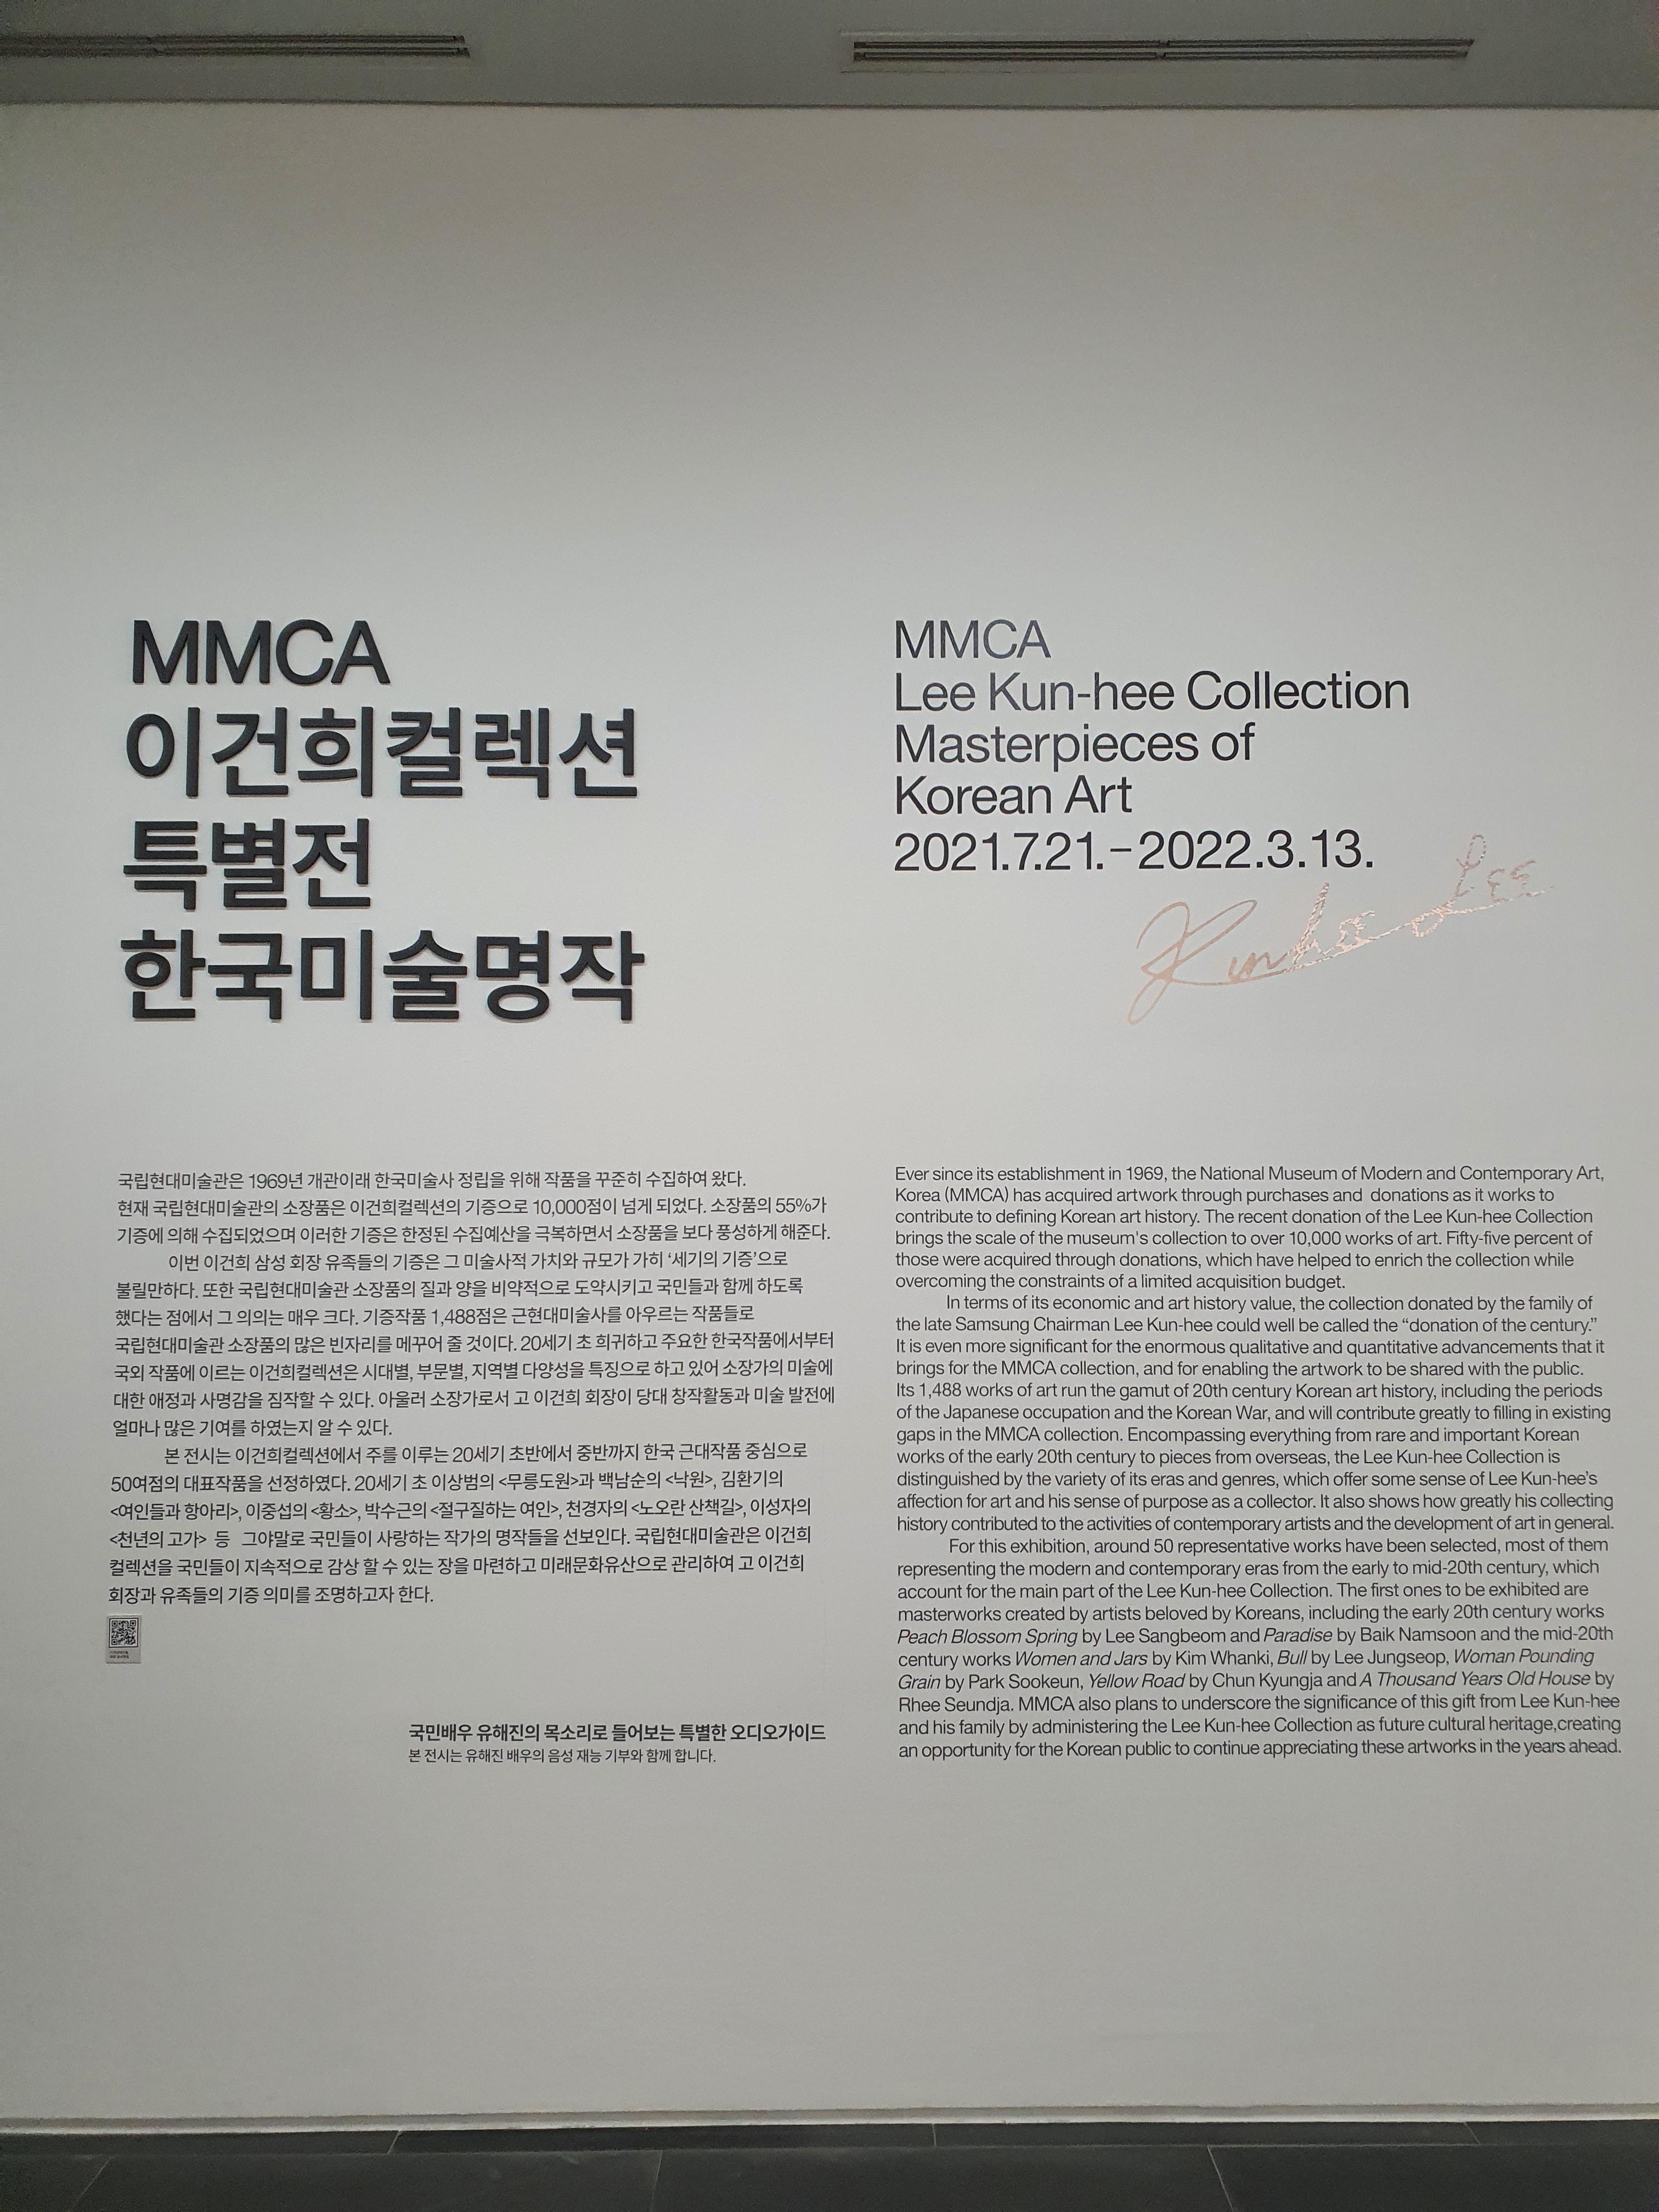 MMCA
이건희컬렉션
특별전
한국미술명작
MMCA
Lee Kun-hee Collection
Masterpieces of
Korean Art
2021.7.21.–2022.3.13.
Kunhee Lee
국립현대미술관은 1969년 개관이래 한국미술사 정립을 위해 작품을 꾸준히 수집하여 왔다.
현재 국립현대미술관의 소장품은 이건희컬렉션의 기증으로 10,000점이 넘게 되었다. 소장품의 55%가
기증에 의해 수집되었으며 이러한 기증은 한정된 수집예산을 극복하면서 소장품을 보다 풍성하게 해준다.
이번 이건희 삼성 회장 유족들의 기증은 그 미술사적 가치와 규모가 가히 ‘세기의 기증’으로
불릴만하다. 또한 국립현대미술관 소장품의 질과 양을 비약적으로 도약시키고 국민들과 함께 하도록
했다는 점에서 그 의의는 매우 크다. 기증작품 1,488점은 근현대미술사를 아우르는 작품들로
국립현대미술관 소장품의 많은 빈자리를 메꾸어 줄 것이다. 20세기 초 희귀하고 주요한 한국작품에서부터
국외 작품에 이르는 이건희컬렉션은 시대별, 부문별, 지역별 다양성을 특징으로 하고 있어 소장가의 미술에
대한 애정과 사명감을 짐작할 수 있다. 아울러 소장가로서 고 이건희 회장이 당대 창작활동과 미술 발전에
얼마나 많은 기여를 하였는지 알 수 있다.
본 전시는 이건희컬렉션에서 주를 이루는 20세기 초반에서 중반까지 한국 근대작품 중심으로
50여점의 대표작품을 선정하였다. 20세기 초 이상범의 <무릉도원>과 백남순의 <낙원>, 김환기의
<여인들과 항아리>, 이중섭의 <황소>, 박수근의 <절구질하는 여인>, 천경자의 <노오란 산책길>, 이성자의
<천년의 고가> 등 그야말로 국민들이 사랑하는 작가의 명작들을 선보인다. 국립현대미술관은 이건희
컬렉션을 국민들이 지속적으로 감상 할 수 있는 장을 마련하고 미래문화유산으로 관리하여 고 이건희
회장과 유족들의 기증 의미를 조명하고자 한다.
국민배우 유해진의 목소리로 들어보는 특별한 오디오가이드
본 전시는 유해진 배우의 음성 재능 기부와 함께 합니다.
Ever since its establishment in 1969, the National Museum of Modern and Contemporary Art,
Korea (MMCA) has acquired artwork through purchases and donations as it works to
contribute to defining Korean art history. The recent donation of the Lee Kun-hee Collection
brings the scale of the museum's collection to over 10,000 works of art. Fifty-five percent of
those were acquired through donations, which have helped to enrich the collection while
overcoming the constraints of a limited acquisition budget.
In terms of its economic and art history value, the collection donated by the family of
the late Samsung Chairman Lee Kun-hee could well be called the “donation of the century.”
It is even more significant for the enormous qualitative and quantitative advancements that it
brings for the MMCA collection, and for enabling the artwork to be shared with the public.
Its 1,488 works of art run the gamut of 20th century Korean art history, including the periods
of the Japanese occupation and the Korean War, and will contribute greatly to filling in existing
gaps in the MMCA collection. Encompassing everything from rare and important Korean
works of the early 20th century to pieces from overseas, the Lee Kun-hee Collection is
distinguished by the variety of its eras and genres, which offer some sense of Lee Kun-hee’s
affection for art and his sense of purpose as a collector. It also shows how greatly his collecting
history contributed to the activities of contemporary artists and the development of art in general.
For this exhibition, around 50 representative works have been selected, most of them
representing the modern and contemporary eras from the early to mid-20th century, which
account for the main part of the Lee Kun-hee Collection. The first ones to be exhibited are
masterworks created by artists beloved by Koreans, including the early 20th century works
Peach Blossom Spring by Lee Sangbeom and Paradise by Baik Namsoon and the mid-20th
century works Women and Jars by Kim Whanki, Bull by Lee Jungseop, Woman Pounding
Grain by Park Sookeun, Yellow Road by Chun Kyungja and A Thousand Years Old House by
Rhee Seundja. MMCA also plans to underscore the significance of this gift from Lee Kun-hee
and his family by administering the Lee Kun-hee Collection as future cultural heritage,creating
an opportunity for the Korean public to continue appreciating these artworks in the years ahead.